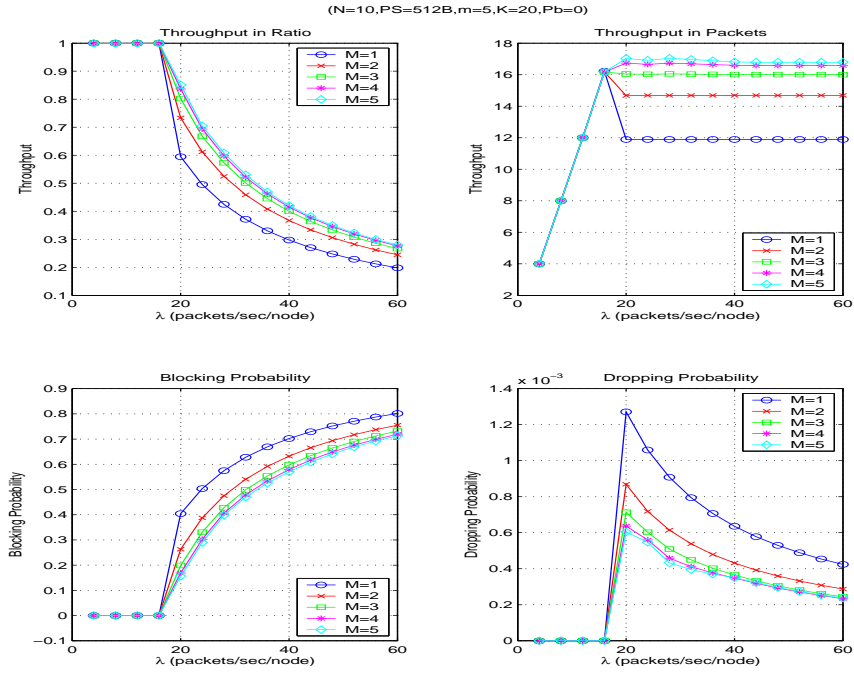 (N=10,PS=512B,m=5,K=20,Pb=0)
Throughput in Ratio
1
0.9
0.8
0.7
0.6
0.5
0.4
0.3
0.2
0.1
0 20 40 60
Throughput
λ (packets/sec/node)
M=1
M=2
M=3
M=4
M=5
Throughput in Packets
18
16
14
12
10
8
6
4
2
0 20 40 60
Throughput
λ (packets/sec/node)
M=1
M=2
M=3
M=4
M=5
Blocking Probability
0.9
0.8
0.7
0.6
0.5
0.4
0.3
0.2
0.1
0
−0.1
0 20 40 60
Blocking Probability
λ (packets/sec/node)
M=1
M=2
M=3
M=4
M=5
Dropping Probability
x 10⁻³
1.4
1.2
1
0.8
0.6
0.4
0.2
0
0 20 40 60
Dropping Probability
λ (packets/sec/node)
M=1
M=2
M=3
M=4
M=5